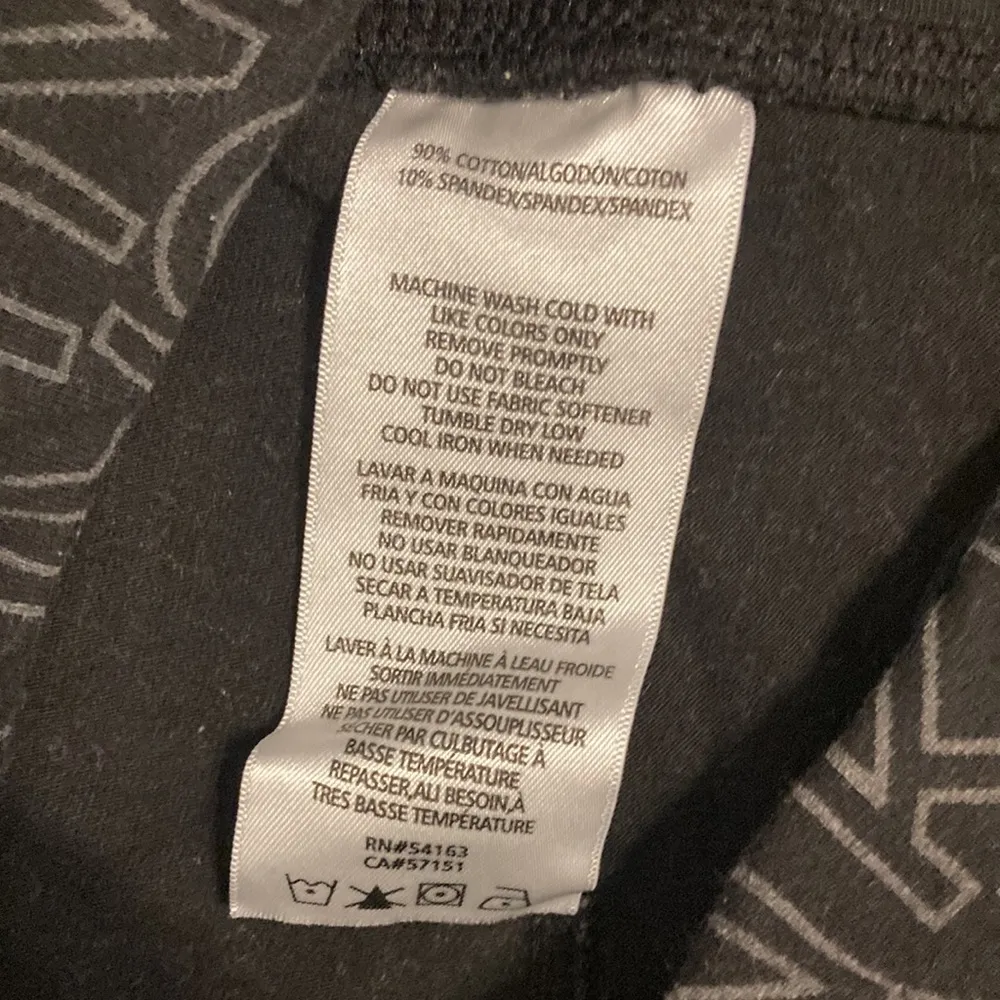 90% COTTON/ALGODÓN/COTON
10% SPANDEX/SPANDEX/SPANDEX
MACHINE WASH COLD WITH
LIKE COLORS ONLY
REMOVE PROMPTLY
DO NOT BLEACH
DO NOT USE FABRIC SOFTENER
TUMBLE DRY LOW
COOL IRON WHEN NEEDED
LAVAR A MAQUINA CON AGUA
FRIA Y CON COLORES IGUALES
REMOVER RAPIDAMENTE
NO USAR BLANQUEADOR
NO USAR SUAVISADOR DE TELA
SECAR A TEMPERATURA BAJA
PLANCHA FRIA SI NECESITA
LAVER À LA MACHINE À LEAU FROIDE
SORTIR IMMÉDIATEMENT
NE PAS UTILISER DE JAVELLISANT
NE PAS UTILISER D'ASSOUPLISSEUR
SÉCHER PAR CULBUTAGE À
BASSE TEMPERATURE
REPASSER,ALI BESOIN,À
TRES BASSE TEMPÉRATURE
RN#54163
CA#57151